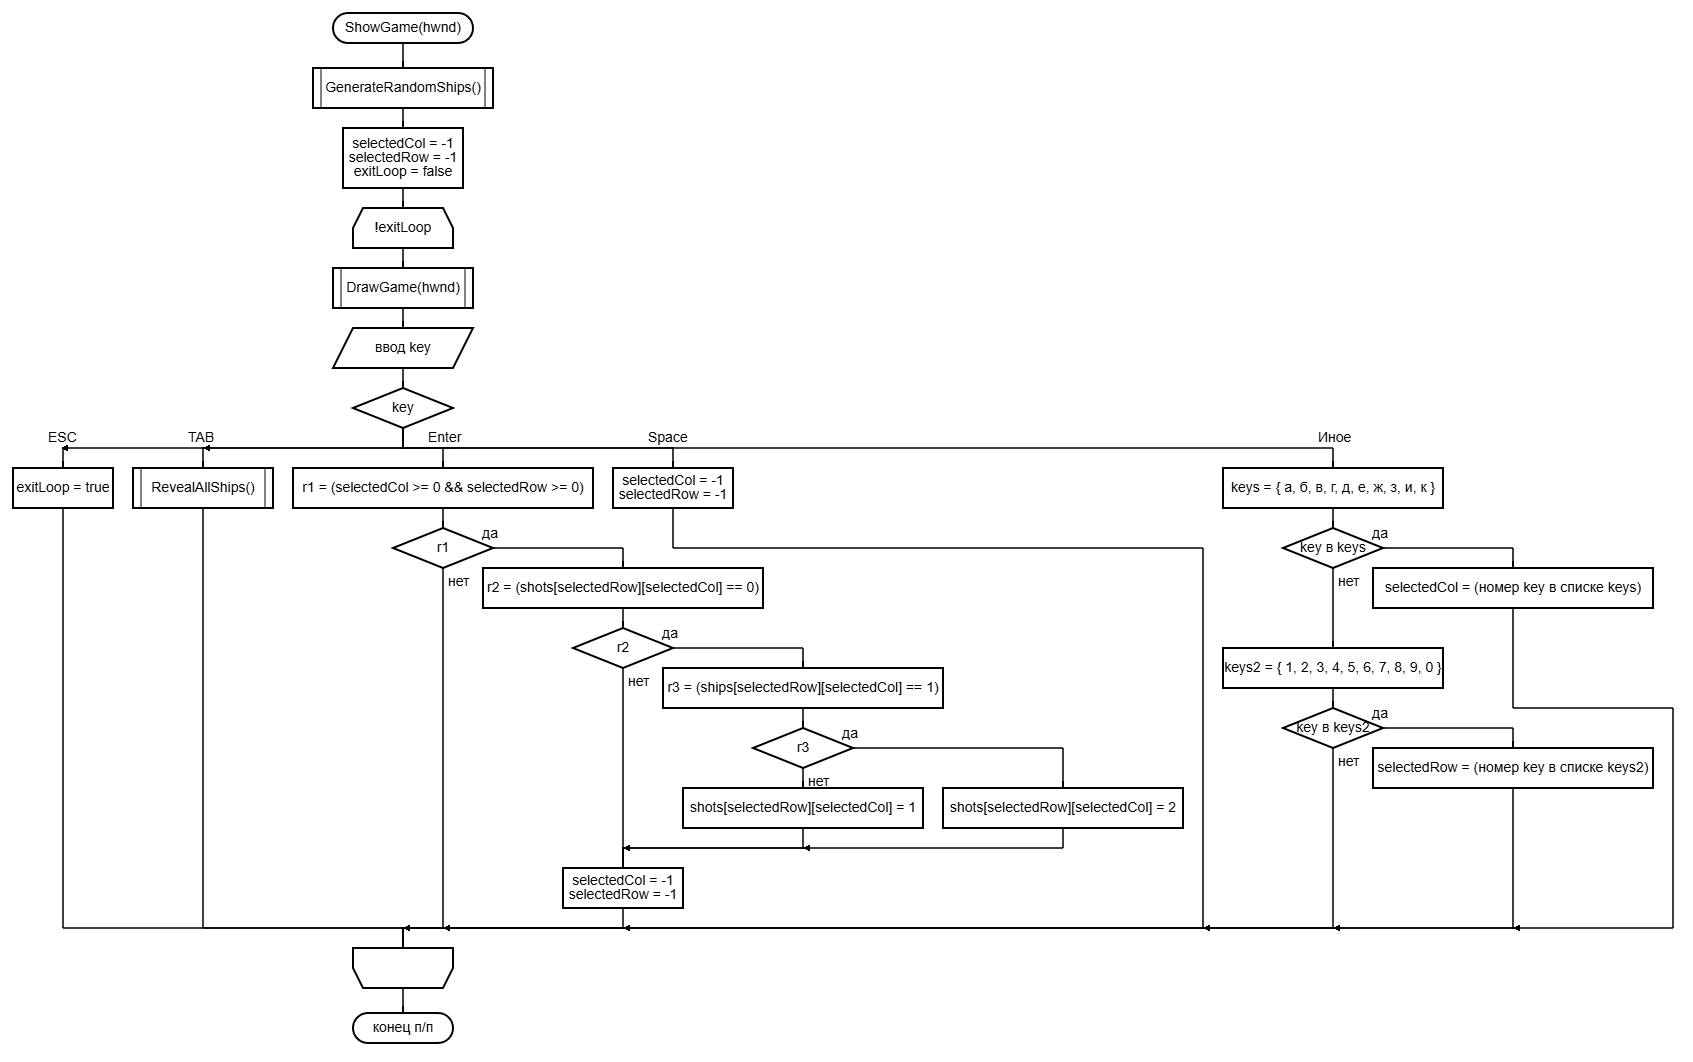 ShowGame(hwnd)
GenerateRandomShips()
selectedCol = -1
selectedRow = -1
exitLoop = false
!exitLoop
DrawGame(hwnd)
ввод key
key
ESC
TAB
Enter
Space
Иное
exitLoop = true
RevealAllShips()
r1 = (selectedCol >= 0 && selectedRow >= 0)
selectedCol = -1
selectedRow = -1
keys = { а, б, в, г, д, е, ж, з, и, к }
r1
да
нет
key в keys
да
нет
r2 = (shots[selectedRow][selectedCol] == 0)
selectedCol = (номер key в списке keys)
r2
да
нет
r3 = (ships[selectedRow][selectedCol] == 1)
keys2 = { 1, 2, 3, 4, 5, 6, 7, 8, 9, 0 }
r3
да
нет
key в keys2
да
нет
selectedRow = (номер key в списке keys2)
shots[selectedRow][selectedCol] = 1
shots[selectedRow][selectedCol] = 2
selectedCol = -1
selectedRow = -1
конец п/п